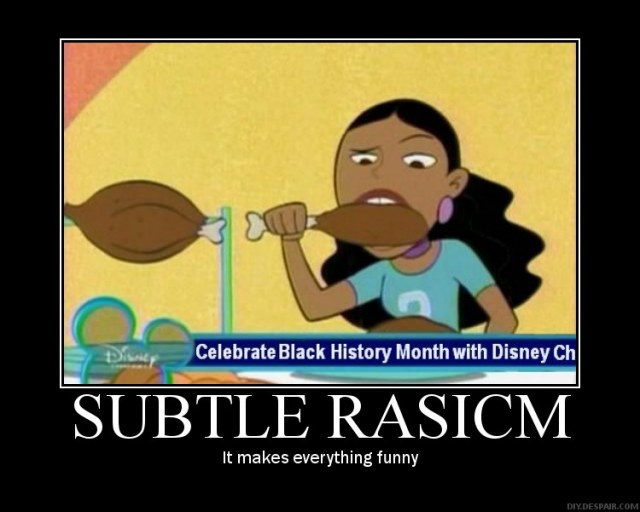 Celebrate Black History Month with Disney Ch
Disney
SUBTLE RASICM
It makes everything funny
DIY.DESPAIR.COM